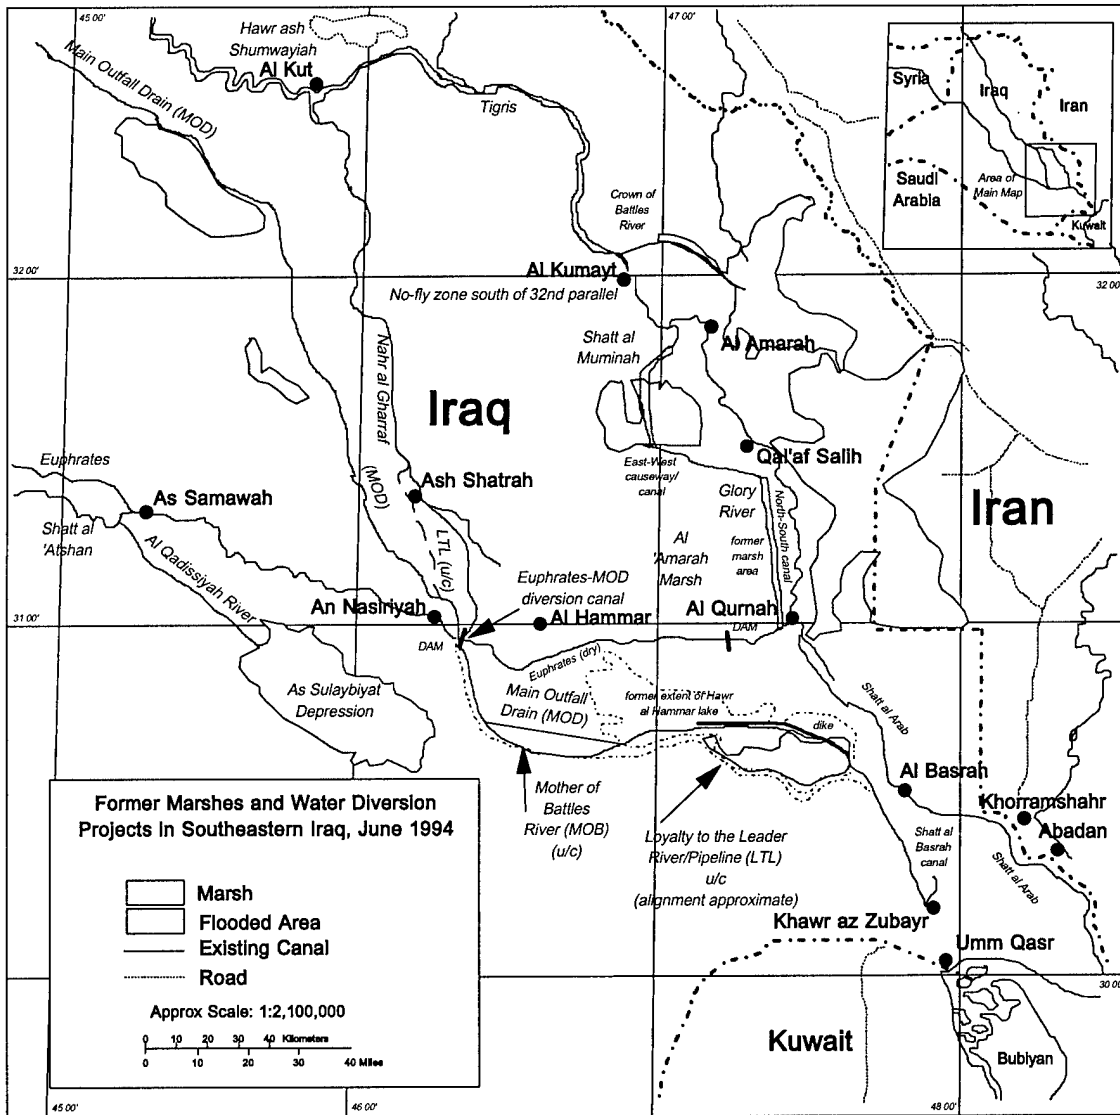 45 00'
47 00'
Hawr ash
Shumwayiah
Al Kut
Main Outfall
Drain (MOD)
Tigris
Syria
Iraq
Iran
Saudi
Arabia
Area of
Main Map
Kuwait
Crown of
Battles
River
Al Kumayt
No-fly zone south of 32nd parallel
32 00'
32 00'
Shatt al
Muminah
Al Amarah
Nahr al Gharraf
Iraq
Qal'af Salih
East-West
causeway/
canal
Glory
River
North-South canal
former
marsh
area
Al
'Amarah
Marsh
Iran
Euphrates
As Samawah
Shatt al
'Atshan
Al Qadissiyah River
(MOD)
Ash Shatrah
LTL (u/c)
Euphrates-MOD
diversion canal
An Nasiriyah
Al Hammar
Al Qurnah
DAM
31 00'
DAM
Euphrates (dry)
As Sulaybiyat
Depression
Main Outfall
Drain (MOD)
former extent of Hawr
al Hammar lake
dike
Shatt al Arab
Al Basrah
Khorramshahr
Abadan
Mother of
Battles
River (MOB)
(u/c)
Loyalty to the Leader
River/Pipeline (LTL)
u/c
(alignment approximate)
Shatt al
Basrah
canal
Shatt al Arab
Khawr az Zubayr
Umm Qasr
30 00'
Kuwait
Bubiyan
Former Marshes and Water Diversion
Projects in Southeastern Iraq, June 1994
Marsh
Flooded Area
Existing Canal
Road
Approx Scale: 1:2,100,000
0 10 20 30 40 Kilometers
0 10 20 30 40 Miles
45 00'
46 00'
48 00'